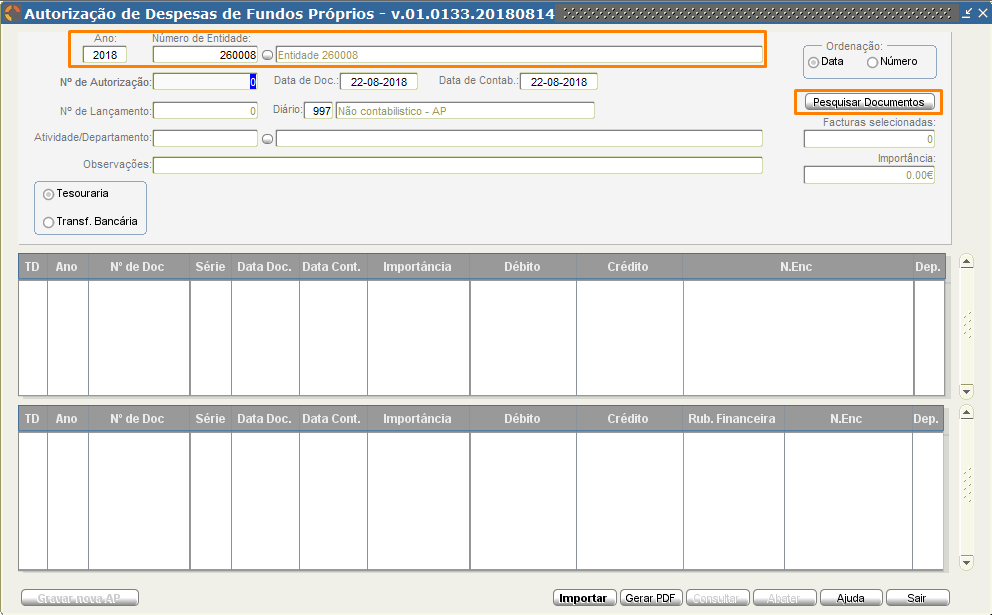 Autorização de Despesas de Fundos Próprios - v.01.0133.20180814
Ano: Número de Entidade:
2018 260008 Entidade 260008
Ordenação:
Data Número
Nº de Autorização: 0 Data de Doc.: 22-08-2018 Data de Contab.: 22-08-2018
Pesquisar Documentos
Nº de Lançamento: 0 Diário: 997 Não contabilistico - AP
Facturas selecionadas:
0
Atividade/Departamento:
Importância:
0.00€
Observações:
Tesouraria
Transf. Bancária
TD Ano Nº de Doc Série Data Doc. Data Cont. Importância Débito Crédito N.Enc Dep.
TD Ano Nº de Doc Série Data Doc. Data Cont. Importância Débito Crédito Rub. Financeira N.Enc Dep.
Gravar nova AP Importar Gerar PDF Consultar Abater Ajuda Sair